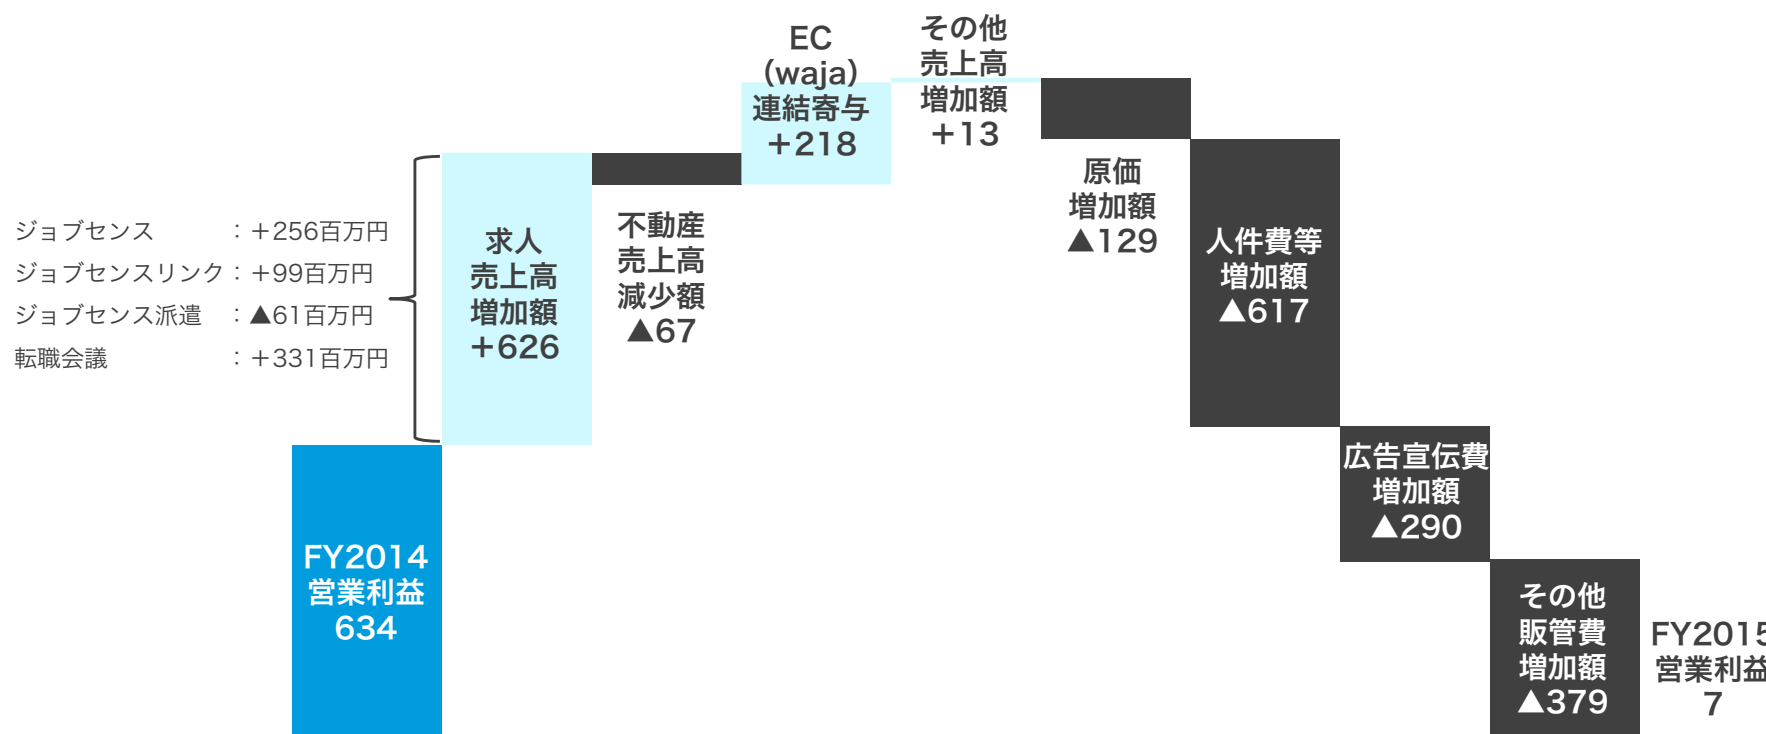 ジョブセンス ：＋256百万円
ジョブセンスリンク：＋99百万円
ジョブセンス派遣 ：▲61百万円
転職会議 ：＋331百万円
FY2014
営業利益
634
求人
売上高
増加額
＋626
不動産
売上高
減少額
▲67
EC
（waja）
連結寄与
＋218
その他
売上高
増加額
＋13
原価
増加額
▲129
人件費等
増加額
▲617
広告宣伝費
増加額
▲290
その他
販管費
増加額
▲379
FY2015
営業利益
7